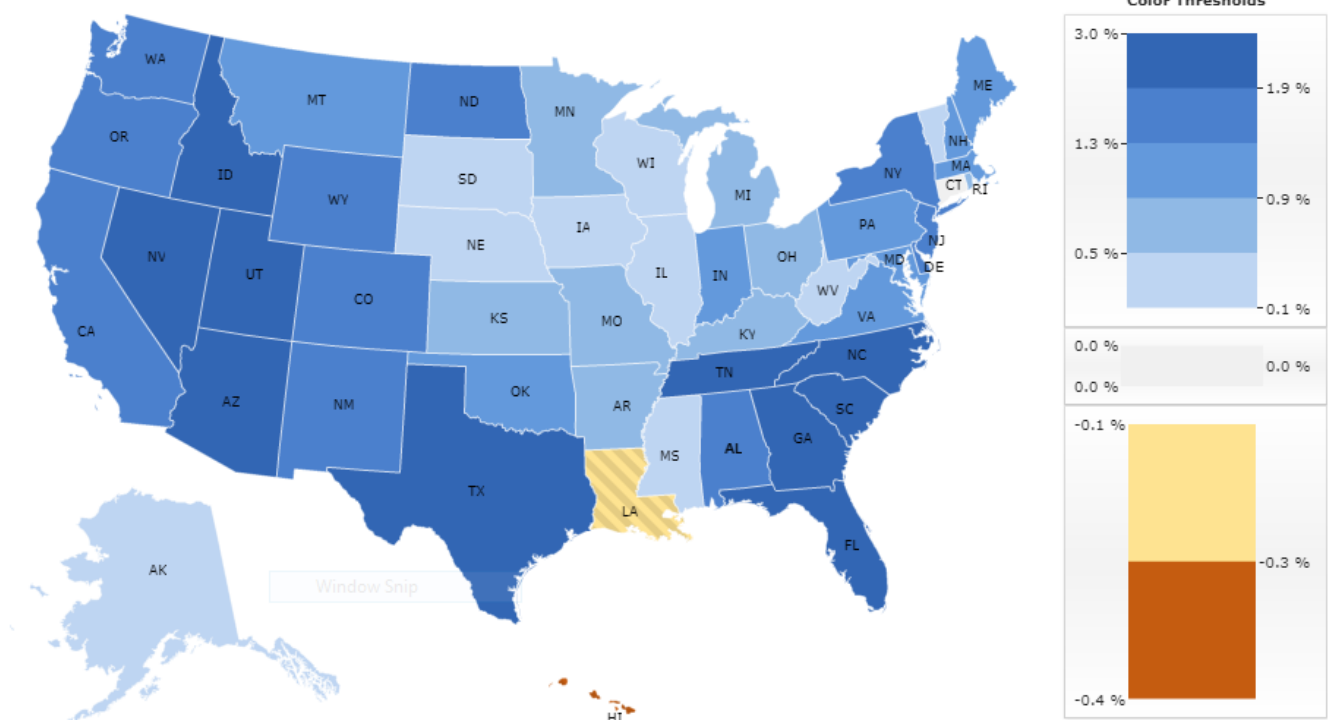 Color Thresholds
3.0 %
1.9 %
1.3 %
0.9 %
0.5 %
0.1 %
0.0 %
0.0 %
0.0 %
-0.1 %
-0.3 %
-0.4 %
WA
MT
ND
MN
ME
OR
ID
SD
WI
NH
MA
NY
CT
RI
WY
MI
NE
IA
PA
NJ
NV
UT
CO
IL
IN
OH
MD
DE
WV
CA
KS
MO
KY
VA
AZ
NM
OK
AR
TN
NC
SC
MS
AL
GA
TX
LA
FL
AK
Window Snip
HI